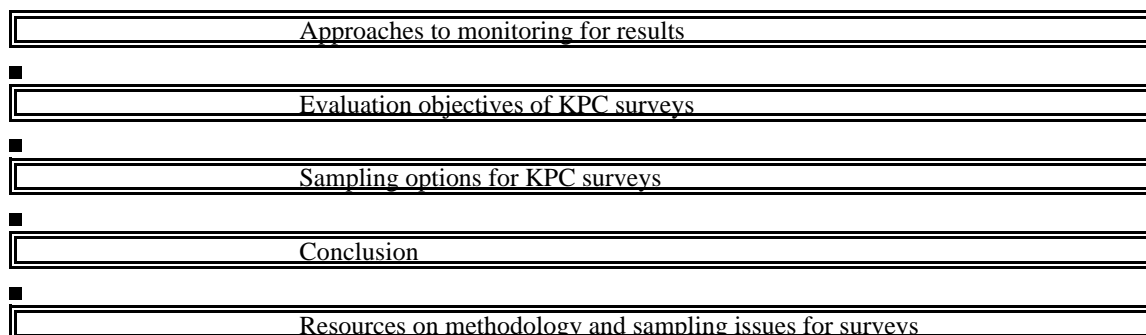 Approaches to monitoring for results
Evaluation objectives of KPC surveys
Sampling options for KPC surveys
Conclusion
Resources on methodology and sampling issues for surveys